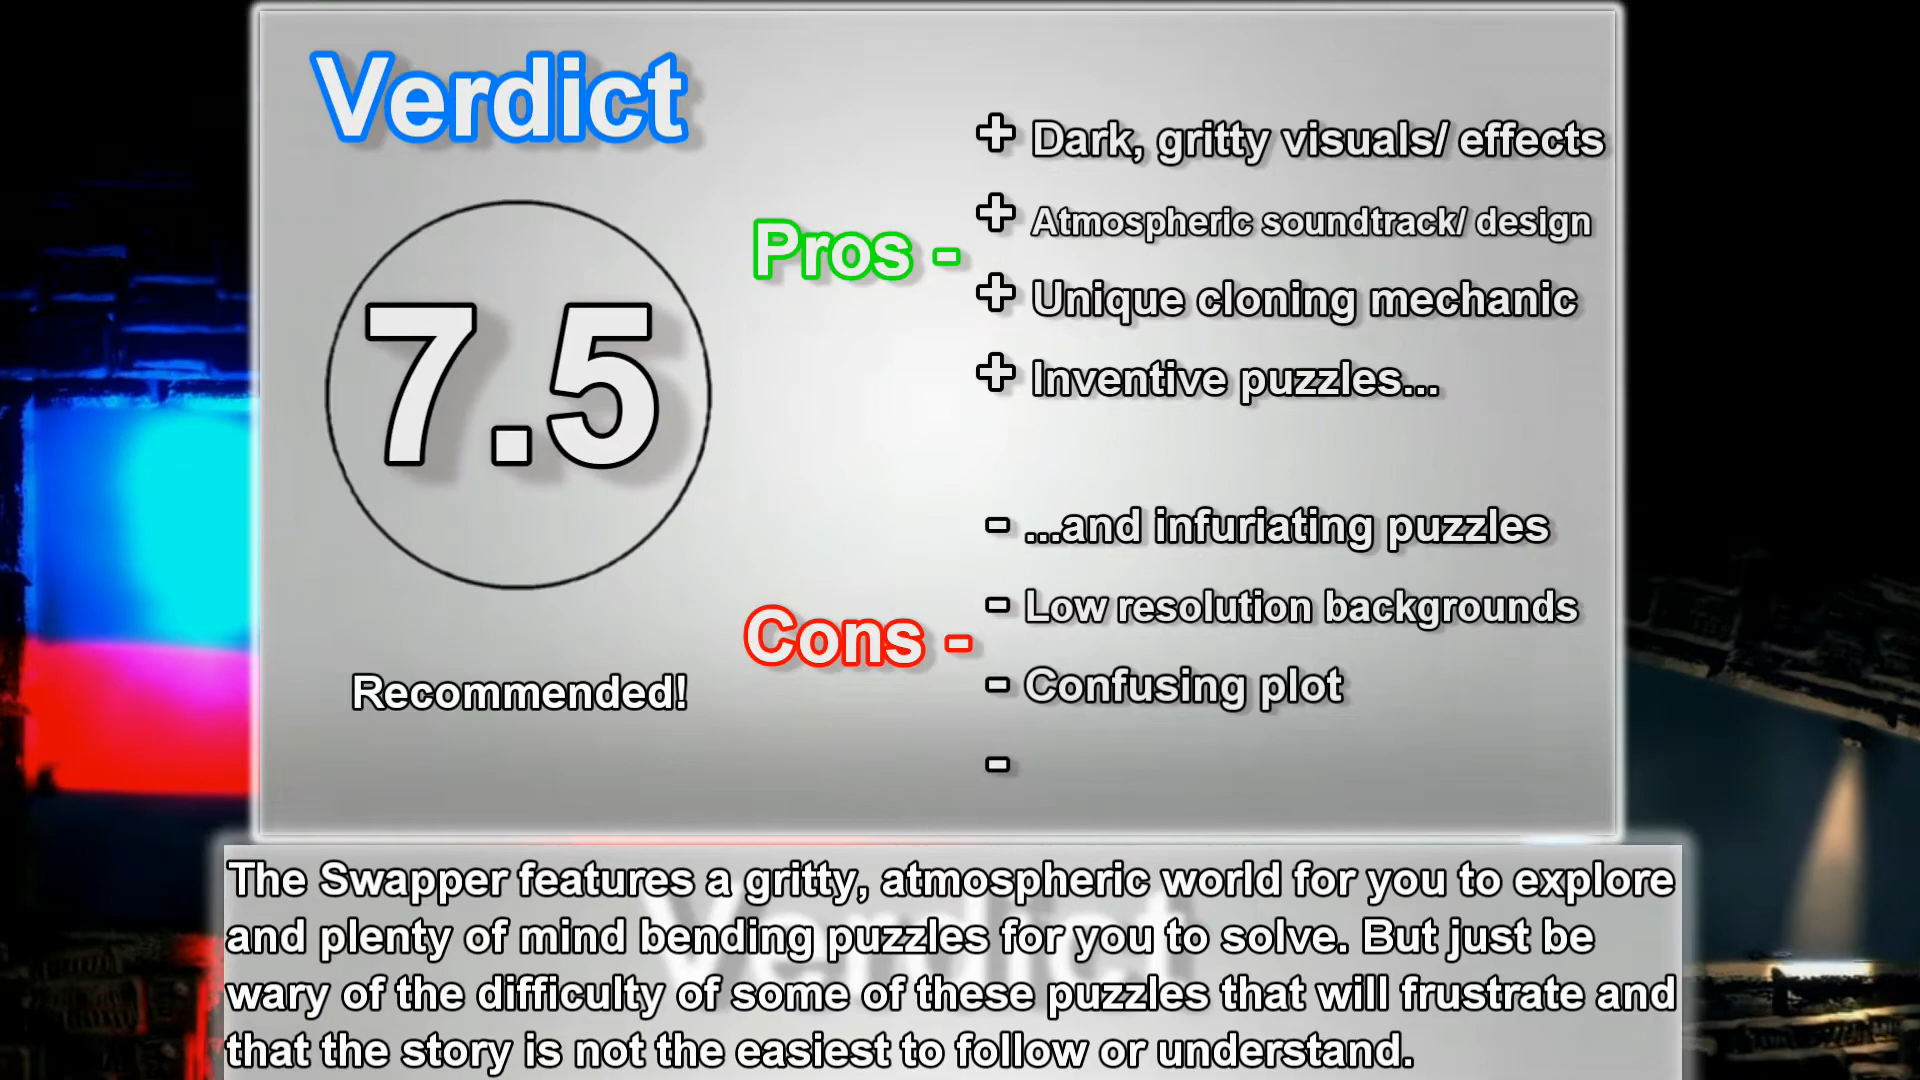 Verdict
7.5
Recommended!
Pros -
+ Dark, gritty visuals/ effects
+ Atmospheric soundtrack/ design
+ Unique cloning mechanic
+ Inventive puzzles...
Cons -
- ...and infuriating puzzles
- Low resolution backgrounds
- Confusing plot
-
The Swapper features a gritty, atmospheric world for you to explore
and plenty of mind bending puzzles for you to solve. But just be
wary of the difficulty of some of these puzzles that will frustrate and
that the story is not the easiest to follow or understand.
Verdict